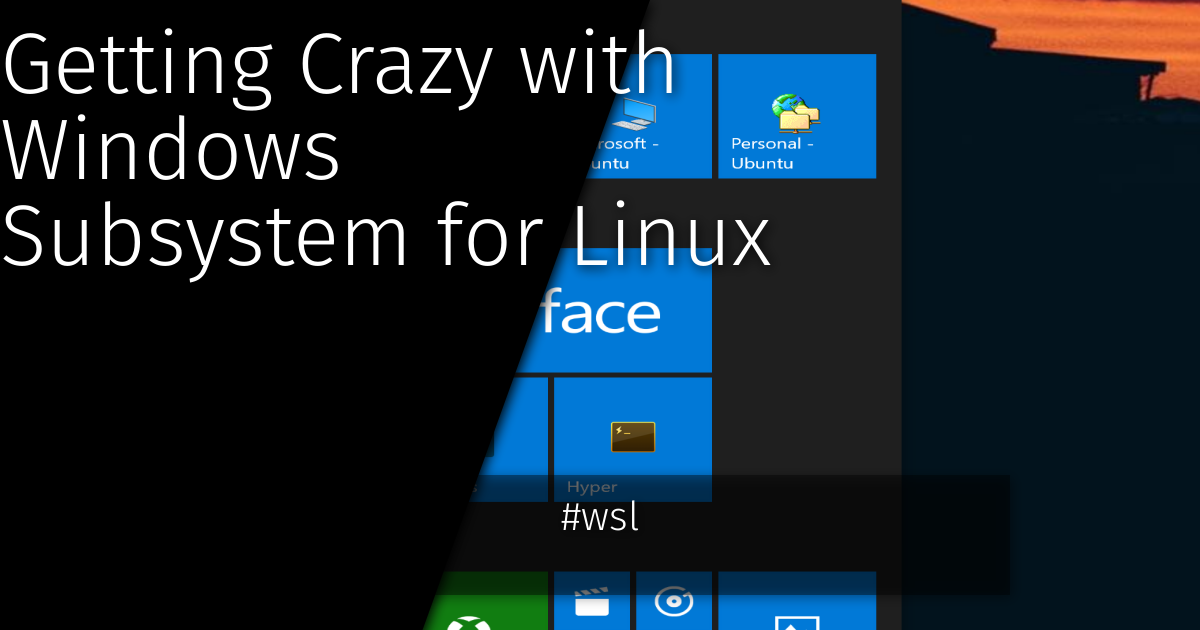 Getting Crazy with
Windows
Subsystem for Linux
Personal -
Ubuntu
face
Hyper
#wsl